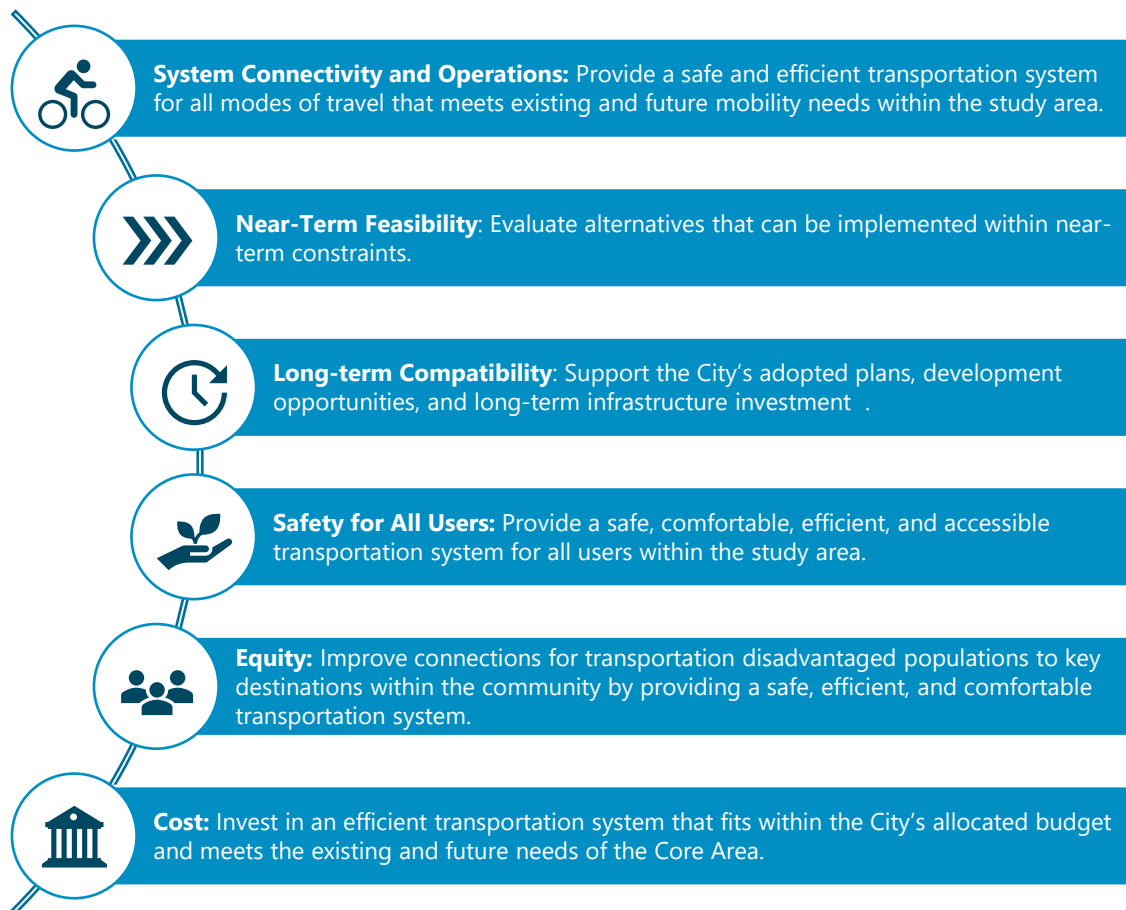 System Connectivity and Operations: Provide a safe and efficient transportation system
for all modes of travel that meets existing and future mobility needs within the study area.
Near-Term Feasibility: Evaluate alternatives that can be implemented within near-
term constraints.
Long-term Compatibility: Support the City’s adopted plans, development
opportunities, and long-term infrastructure investment .
Safety for All Users: Provide a safe, comfortable, efficient, and accessible
transportation system for all users within the study area.
Equity: Improve connections for transportation disadvantaged populations to key
destinations within the community by providing a safe, efficient, and comfortable
transportation system.
Cost: Invest in an efficient transportation system that fits within the City’s allocated budget
and meets the existing and future needs of the Core Area.